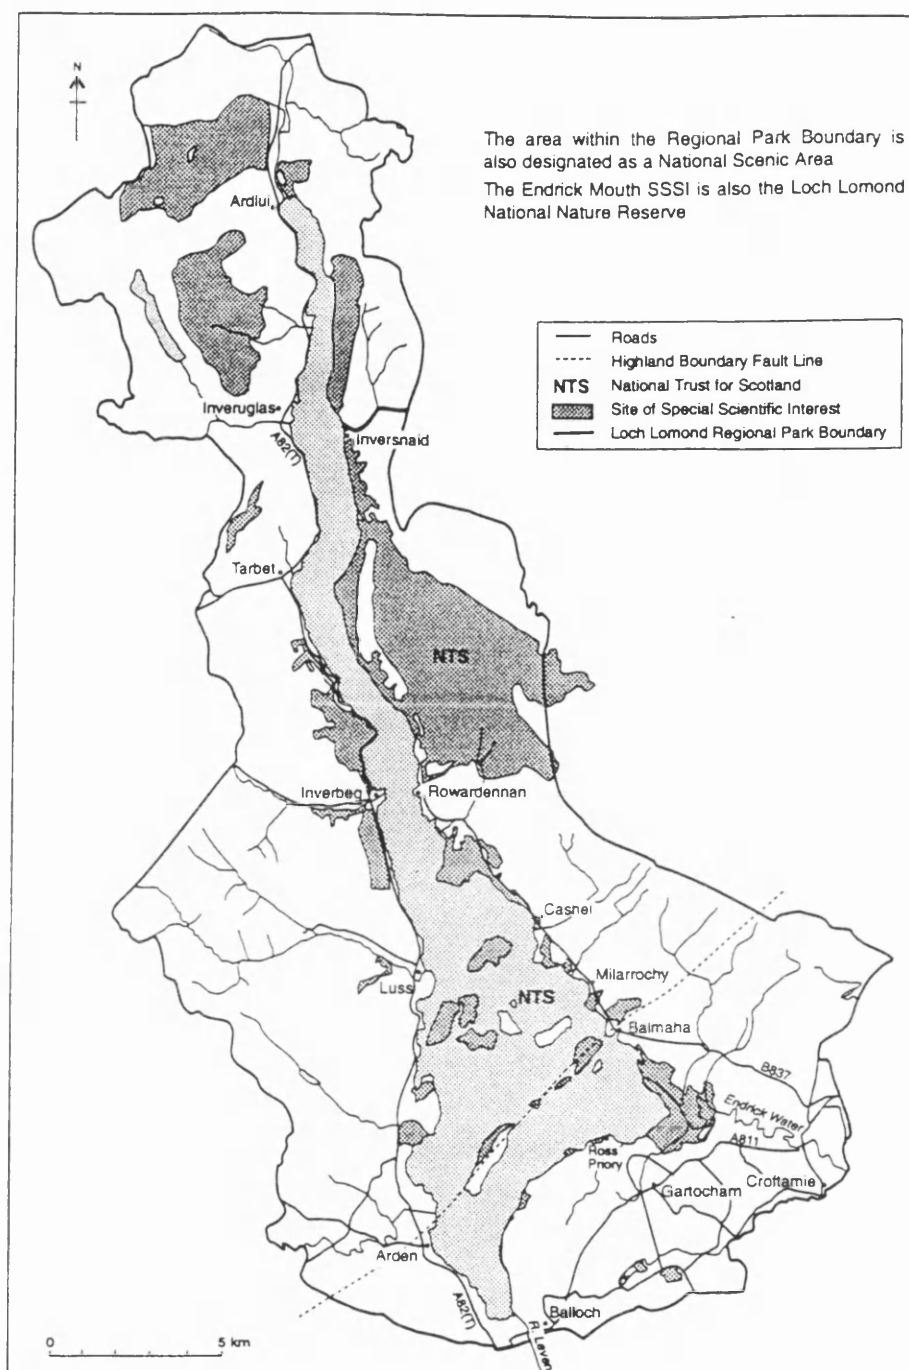 N
The area within the Regional Park Boundary is
also designated as a National Scenic Area
The Endrick Mouth SSSI is also the Loch Lomond
National Nature Reserve
Ardlui
Roads
Highland Boundary Fault Line
NTS National Trust for Scotland
Site of Special Scientific Interest
Loch Lomond Regional Park Boundary
Inveruglas
A82(T)
Inversnaid
Tarbet
NTS
Inverbeg
Rowardennan
Cashel
Milarrochy
Luss
NTS
Balmaha
B837
Endrick Water
A811
Ross
Priory
Gartocharn
Croftamie
Arden
A82(T)
Balloch
R. Leven
0 5 km